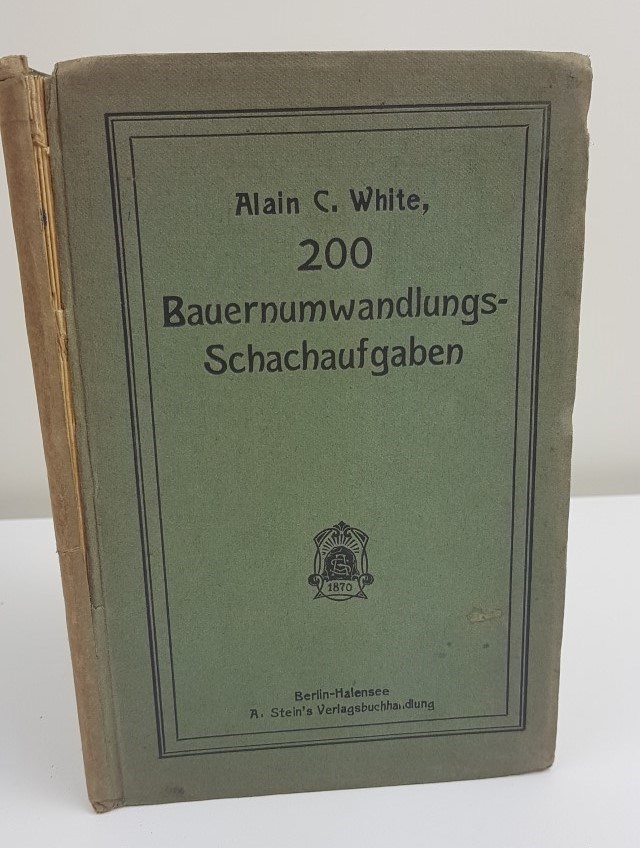 Alain C. White,
200
Bauernumwandlungs-
Schachaufgaben
1870
Berlin-Halensee
A. Stein's Verlagsbuchhandlung